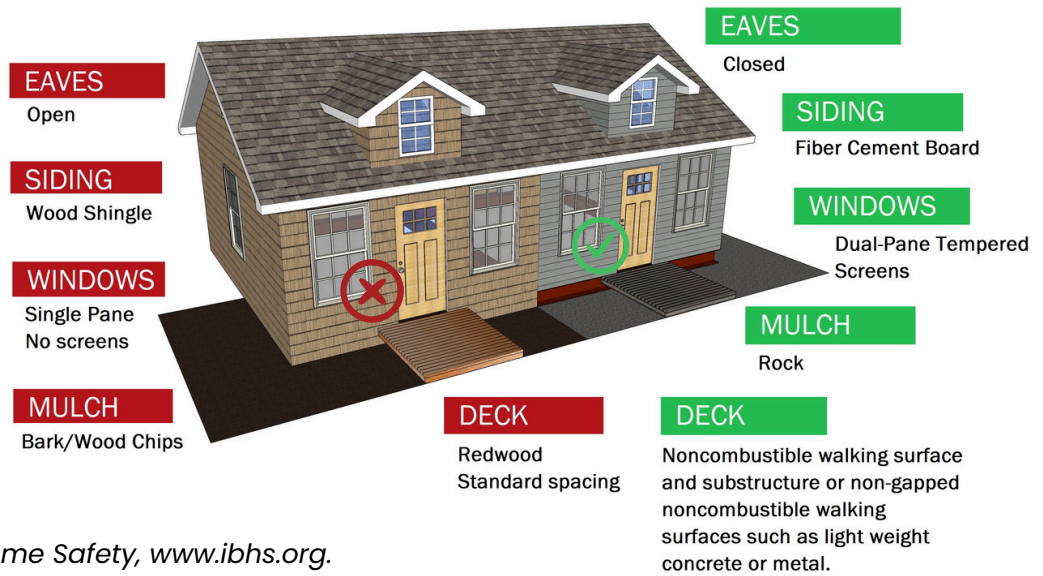 EAVES
Open
SIDING
Wood Shingle
WINDOWS
Single Pane
No screens
MULCH
Bark/Wood Chips
DECK
Redwood
Standard spacing
EAVES
Closed
SIDING
Fiber Cement Board
WINDOWS
Dual-Pane Tempered
Screens
MULCH
Rock
DECK
Noncombustible walking surface
and substructure or non-gapped
noncombustible walking
surfaces such as light weight
concrete or metal.
me Safety, www.ibhs.org.